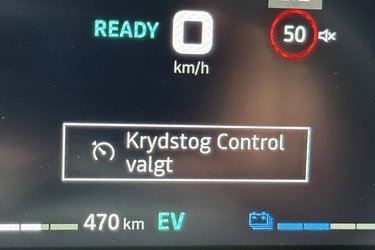 READY 0 50
km/h
Krydstog Control
valgt
470 km EV